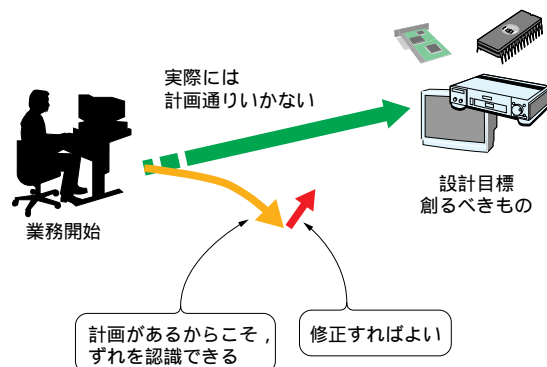 実際には
計画通りいかない
業務開始
設計目標
創るべきもの
計画があるからこそ，
ずれを認識できる
修正すればよい